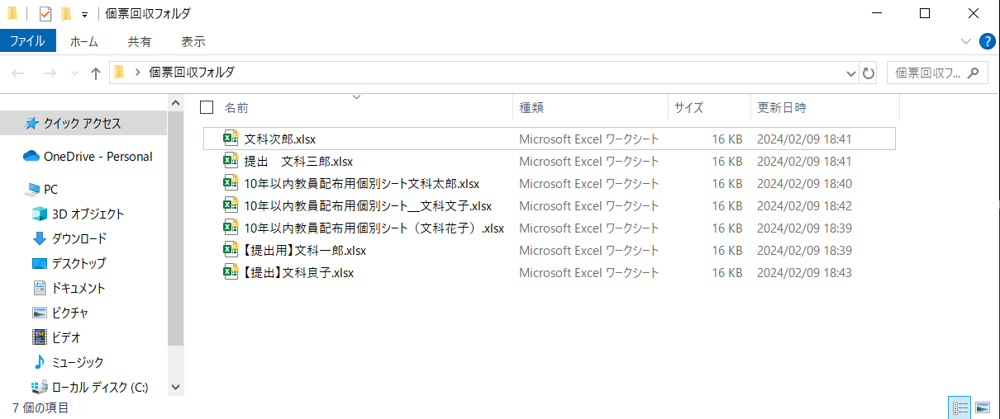 個票回収フォルダ
ファイル ホーム 共有 表示
個票回収フォルダ 個票回収フ...
名前 種類 サイズ 更新日時
クイック アクセス
OneDrive - Personal
PC
3D オブジェクト
ダウンロード
デスクトップ
ドキュメント
ピクチャ
ビデオ
ミュージック
ローカル ディスク (C:)
文科次郎.xlsx Microsoft Excel ワークシート 16 KB 2024/02/09 18:41
提出　文科三郎.xlsx Microsoft Excel ワークシート 16 KB 2024/02/09 18:41
10年以内教員配布用個別シート文科太郎.xlsx Microsoft Excel ワークシート 16 KB 2024/02/09 18:40
10年以内教員配布用個別シート__文科文子.xlsx Microsoft Excel ワークシート 16 KB 2024/02/09 18:42
10年以内教員配布用個別シート（文科花子）.xlsx Microsoft Excel ワークシート 16 KB 2024/02/09 18:39
【提出用】文科一郎.xlsx Microsoft Excel ワークシート 16 KB 2024/02/09 18:39
【提出】文科良子.xlsx Microsoft Excel ワークシート 16 KB 2024/02/09 18:43
7 個の項目